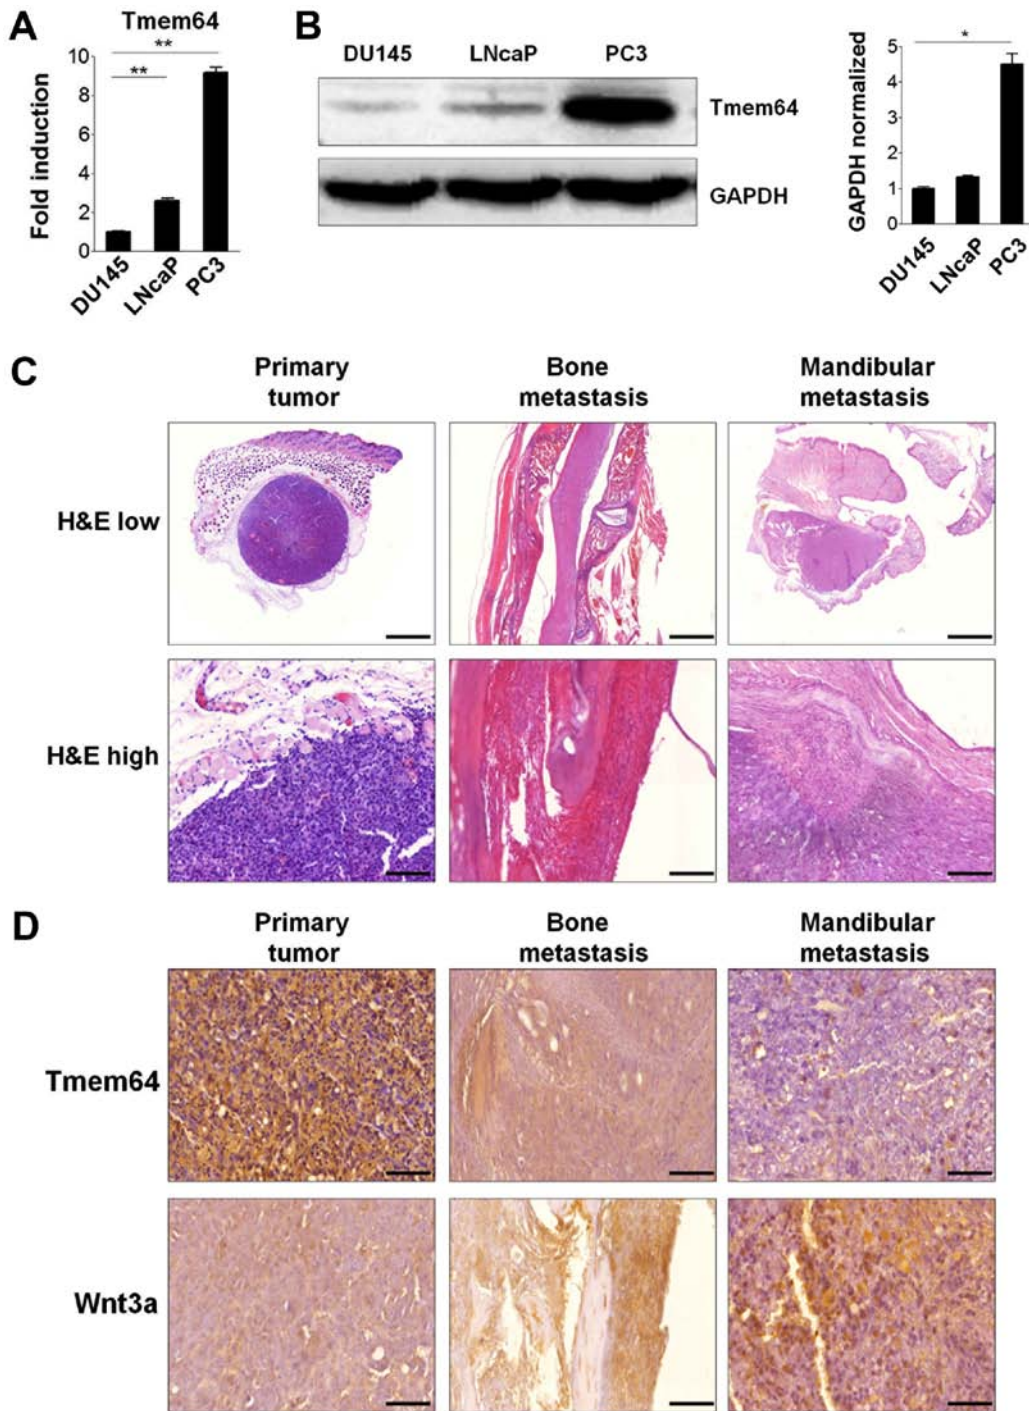 A
Tmem64
**
**
Fold induction
10
8
6
4
2
0
DU145
LNcaP
PC3
B
DU145 LNcaP PC3
Tmem64
GAPDH
*
GAPDH normalized
5
4
3
2
1
0
DU145
LNcaP
PC3
C
Primary
tumor
Bone
metastasis
Mandibular
metastasis
H&E low
H&E high
D
Primary
tumor
Bone
metastasis
Mandibular
metastasis
Tmem64
Wnt3a